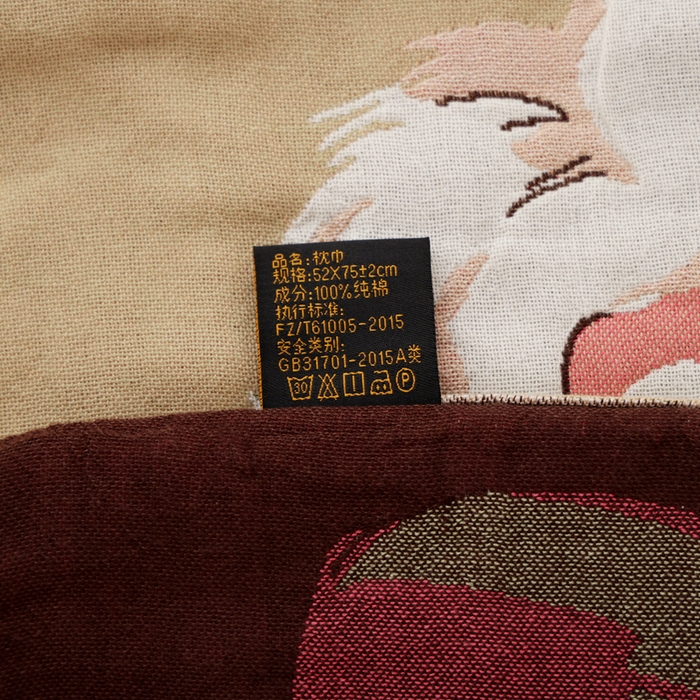 品名:枕巾
规格:52X75±2cm
成分:100%纯棉
执行标准:
FZ/T61005-2015
安全类别:
GB31701-2015A类
30 P